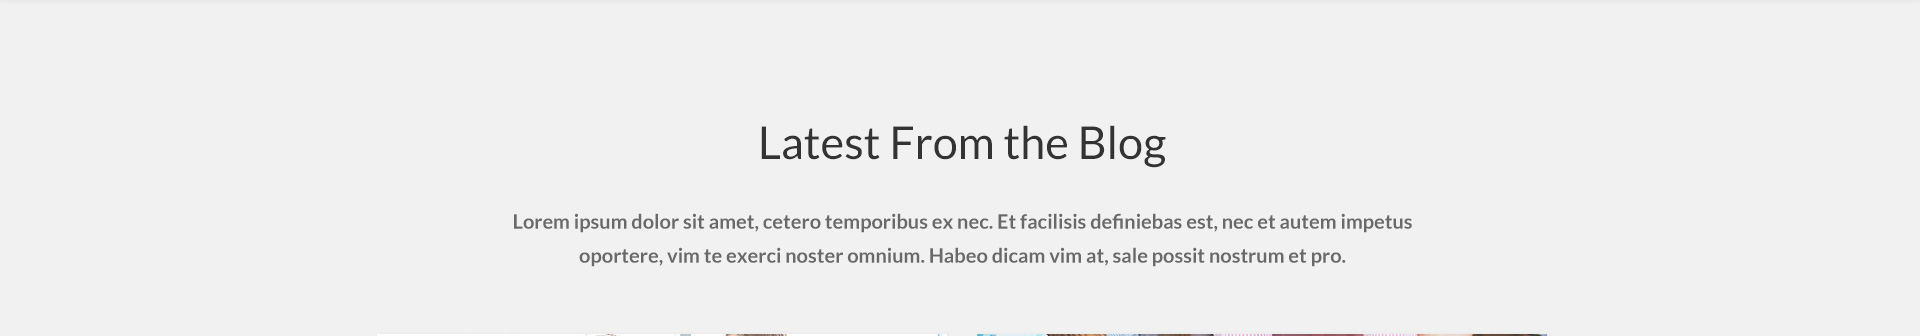 Latest From the Blog
Lorem ipsum dolor sit amet, cetero temporibus ex nec. Et facilisis definiebas est, nec et autem impetus
oportere, vim te exerci noster omnium. Habeo dicam vim at, sale possit nostrum et pro.